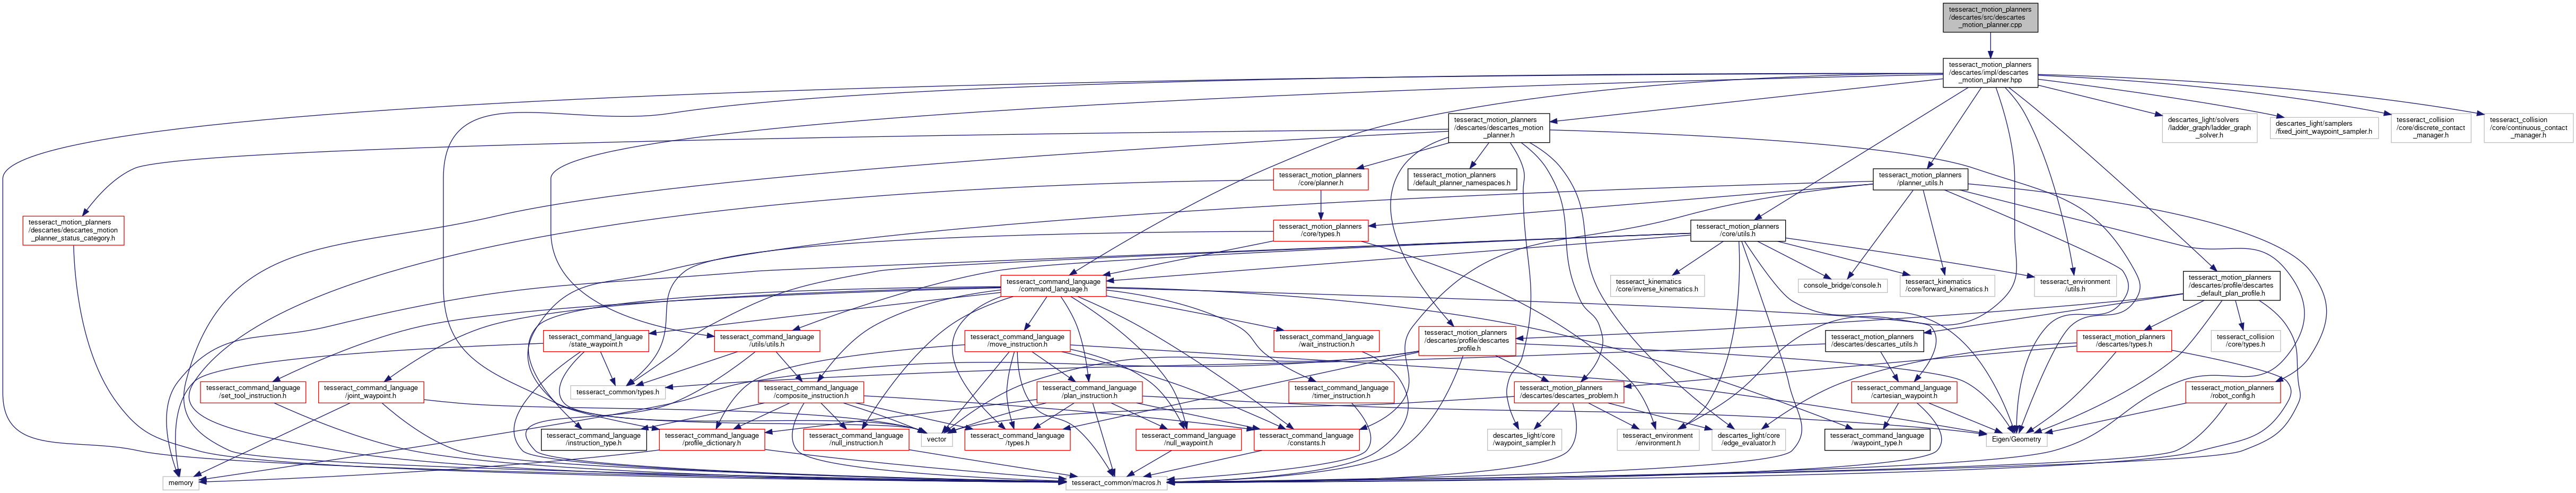 tesseract_motion_planners
/descartes/src/descartes
_motion_planner.cpp
tesseract_motion_planners
/descartes/impl/descartes
_motion_planner.hpp
tesseract_motion_planners
/descartes/descartes_motion
_planner.h
descartes_light/solvers
/ladder_graph/ladder_graph
_solver.h
descartes_light/samplers
/fixed_joint_waypoint_sampler.h
tesseract_collision
/core/discrete_contact
_manager.h
tesseract_collision
/core/continuous_contact
_manager.h
tesseract_motion_planners
/core/planner.h
tesseract_motion_planners
/default_planner_namespaces.h
tesseract_motion_planners
/planner_utils.h
tesseract_motion_planners
/descartes/descartes_motion
_planner_status_category.h
tesseract_motion_planners
/core/types.h
tesseract_motion_planners
/core/utils.h
tesseract_command_language
/command_language.h
tesseract_kinematics
/core/inverse_kinematics.h
console_bridge/console.h
tesseract_kinematics
/core/forward_kinematics.h
tesseract_environment
/utils.h
tesseract_motion_planners
/descartes/profile/descartes
_default_plan_profile.h
tesseract_command_language
/state_waypoint.h
tesseract_command_language
/utils/utils.h
tesseract_command_language
/move_instruction.h
tesseract_command_language
/wait_instruction.h
tesseract_motion_planners
/descartes/profile/descartes
_profile.h
tesseract_motion_planners
/descartes/descartes_utils.h
tesseract_motion_planners
/descartes/types.h
tesseract_collision
/core/types.h
tesseract_command_language
/set_tool_instruction.h
tesseract_command_language
/joint_waypoint.h
tesseract_common/types.h
tesseract_command_language
/composite_instruction.h
tesseract_command_language
/plan_instruction.h
tesseract_command_language
/timer_instruction.h
tesseract_motion_planners
/descartes/descartes_problem.h
tesseract_command_language
/cartesian_waypoint.h
tesseract_motion_planners
/robot_config.h
tesseract_command_language
/instruction_type.h
tesseract_command_language
/profile_dictionary.h
tesseract_command_language
/null_instruction.h
vector
tesseract_command_language
/types.h
tesseract_command_language
/null_waypoint.h
tesseract_command_language
/constants.h
descartes_light/core
/waypoint_sampler.h
tesseract_environment
/environment.h
descartes_light/core
/edge_evaluator.h
tesseract_command_language
/waypoint_type.h
Eigen/Geometry
memory
tesseract_common/macros.h